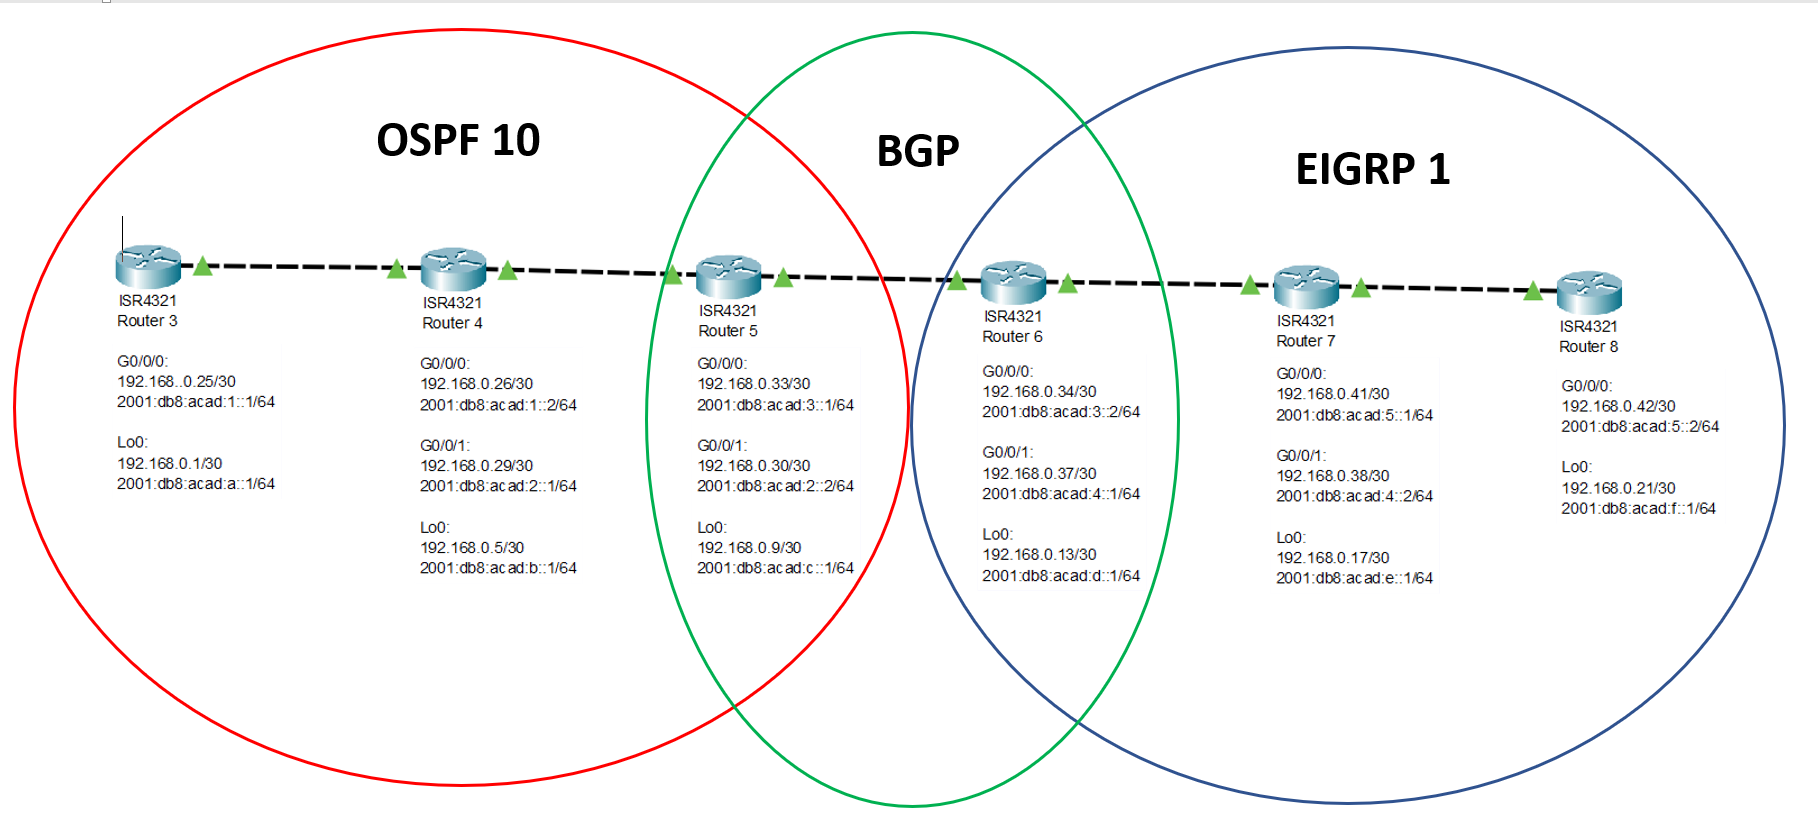 OSPF 10
BGP
EIGRP 1
ISR4321
Router 3
G0/0/0:
192.168..0.25/30
2001:db8:acad:1::1/64
Lo0:
192.168.0.1/30
2001:db8:acad:a::1/64
ISR4321
Router 4
G0/0/0:
192.168.0.26/30
2001:db8:acad:1::2/64
G0/0/1:
192.168.0.29/30
2001:db8:acad:2::1/64
Lo0:
192.168.0.5/30
2001:db8:acad:b::1/64
ISR4321
Router 5
G0/0/0:
192.168.0.33/30
2001:db8:acad:3::1/64
G0/0/1:
192.168.0.30/30
2001:db8:acad:2::2/64
Lo0:
192.168.0.9/30
2001:db8:acad:c::1/64
ISR4321
Router 6
G0/0/0:
192.168.0.34/30
2001:db8:acad:3::2/64
G0/0/1:
192.168.0.37/30
2001:db8:acad:4::1/64
Lo0:
192.168.0.13/30
2001:db8:acad:d::1/64
ISR4321
Router 7
G0/0/0:
192.168.0.41/30
2001:db8:acad:5::1/64
G0/0/1:
192.168.0.38/30
2001:db8:acad:4::2/64
Lo0:
192.168.0.17/30
2001:db8:acad:e::1/64
ISR4321
Router 8
G0/0/0:
192.168.0.42/30
2001:db8:acad:5::2/64
Lo0:
192.168.0.21/30
2001:db8:acad:f::1/64